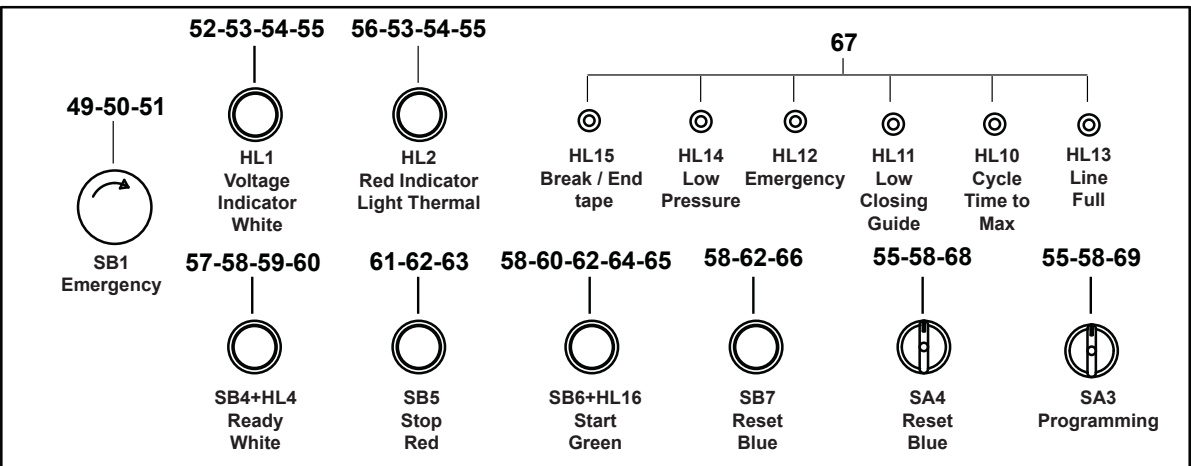 52-53-54-55
56-53-54-55
67
49-50-51
HL1
Voltage
Indicator
White
HL2
Red Indicator
Light Thermal
HL15
Break / End
tape
HL14
Low
Pressure
HL12
Emergency
HL11
Low
Closing
Guide
HL10
Cycle
Time to
Max
HL13
Line
Full
SB1
Emergency
57-58-59-60
61-62-63
58-60-62-64-65
58-62-66
55-58-68
55-58-69
SB4+HL4
Ready
White
SB5
Stop
Red
SB6+HL16
Start
Green
SB7
Reset
Blue
SA4
Reset
Blue
SA3
Programming